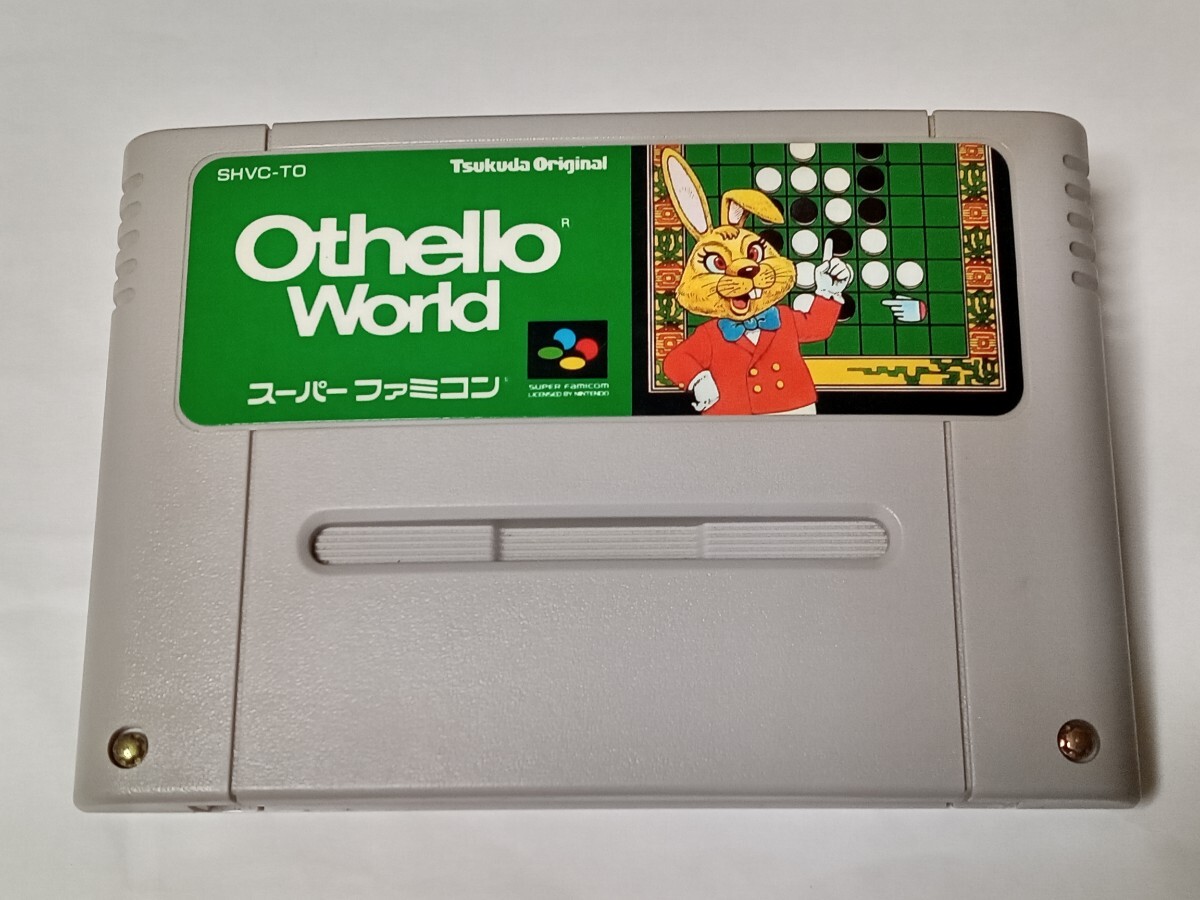 SHVC-TO
Tsukuda Original
Othello R
World
スーパーファミコン
SUPER FAMICOM
LICENSED BY NINTENDO